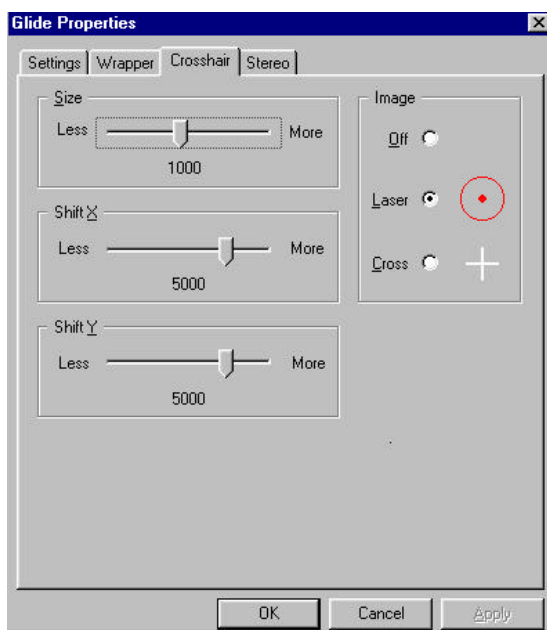 Glide Properties
Settings Wrapper Crosshair Stereo
Size
Less More
1000
Shift X
Less More
5000
Shift Y
Less More
5000
Image
Off
Laser
Cross
OK Cancel Apply